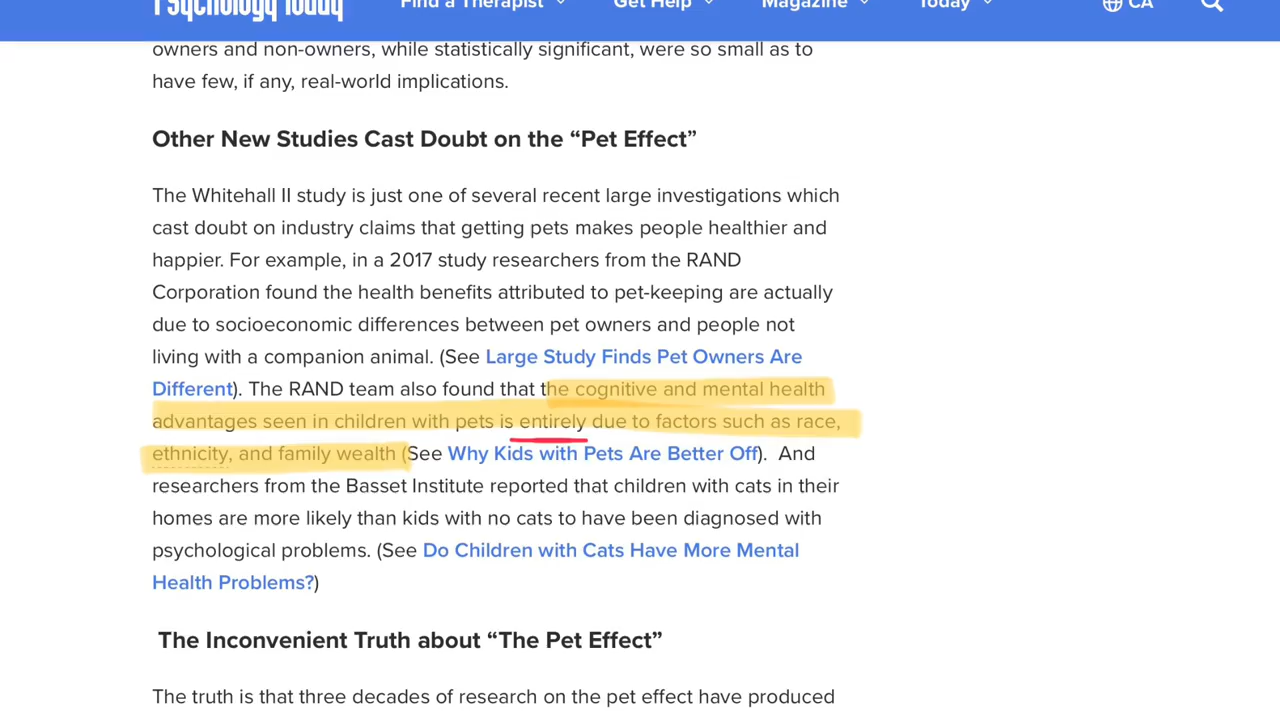 Psychology Today Find a Therapist Get Help Magazine Today CA
owners and non-owners, while statistically significant, were so small as to
have few, if any, real-world implications.
Other New Studies Cast Doubt on the “Pet Effect”
The Whitehall II study is just one of several recent large investigations which
cast doubt on industry claims that getting pets makes people healthier and
happier. For example, in a 2017 study researchers from the RAND
Corporation found the health benefits attributed to pet-keeping are actually
due to socioeconomic differences between pet owners and people not
living with a companion animal. (See Large Study Finds Pet Owners Are
Different). The RAND team also found that the cognitive and mental health
advantages seen in children with pets is entirely due to factors such as race,
ethnicity, and family wealth (See Why Kids with Pets Are Better Off).  And
researchers from the Basset Institute reported that children with cats in their
homes are more likely than kids with no cats to have been diagnosed with
psychological problems. (See Do Children with Cats Have More Mental
Health Problems?)
The Inconvenient Truth about “The Pet Effect”
The truth is that three decades of research on the pet effect have produced